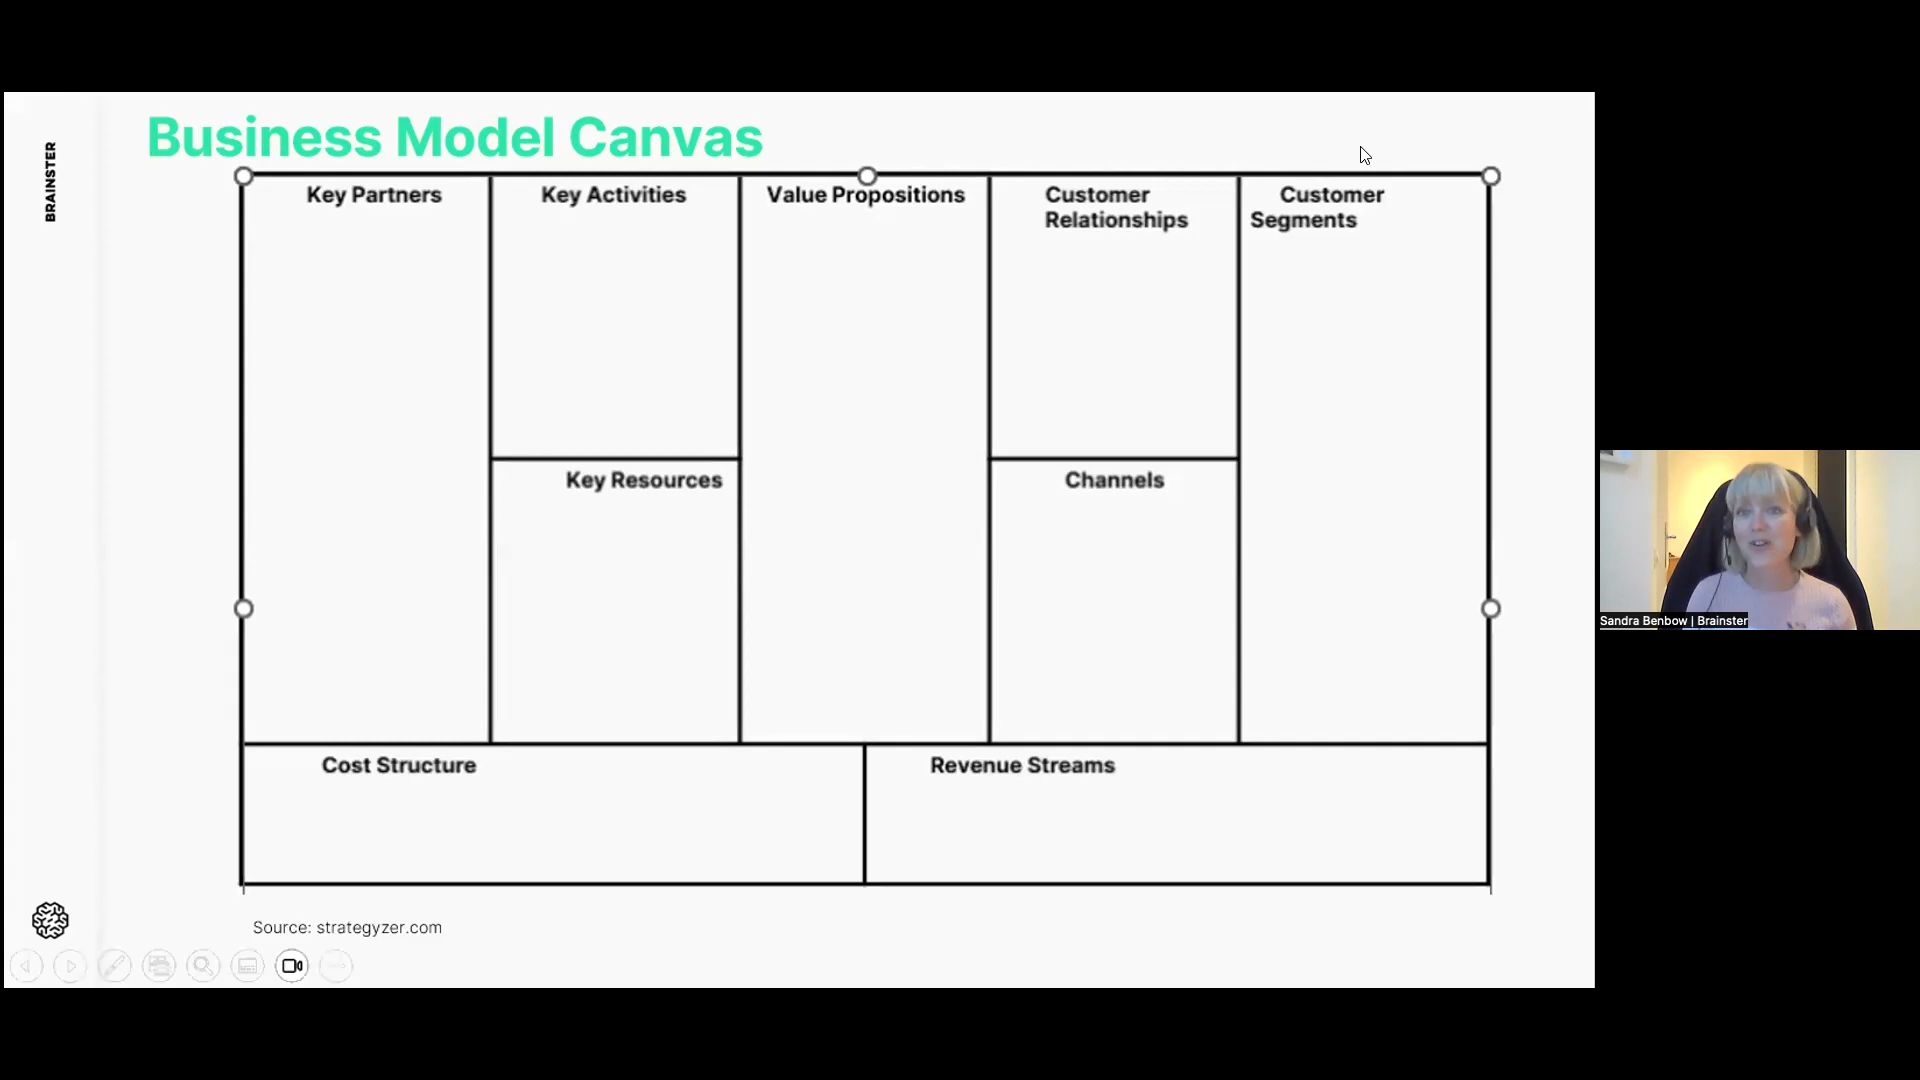 BRAINSTER
Business Model Canvas
Key Partners
Key Activities
Value Propositions
Customer
Relationships
Customer
Segments
Key Resources
Channels
Cost Structure
Revenue Streams
Source: strategyzer.com
Sandra Benbow | Brainster